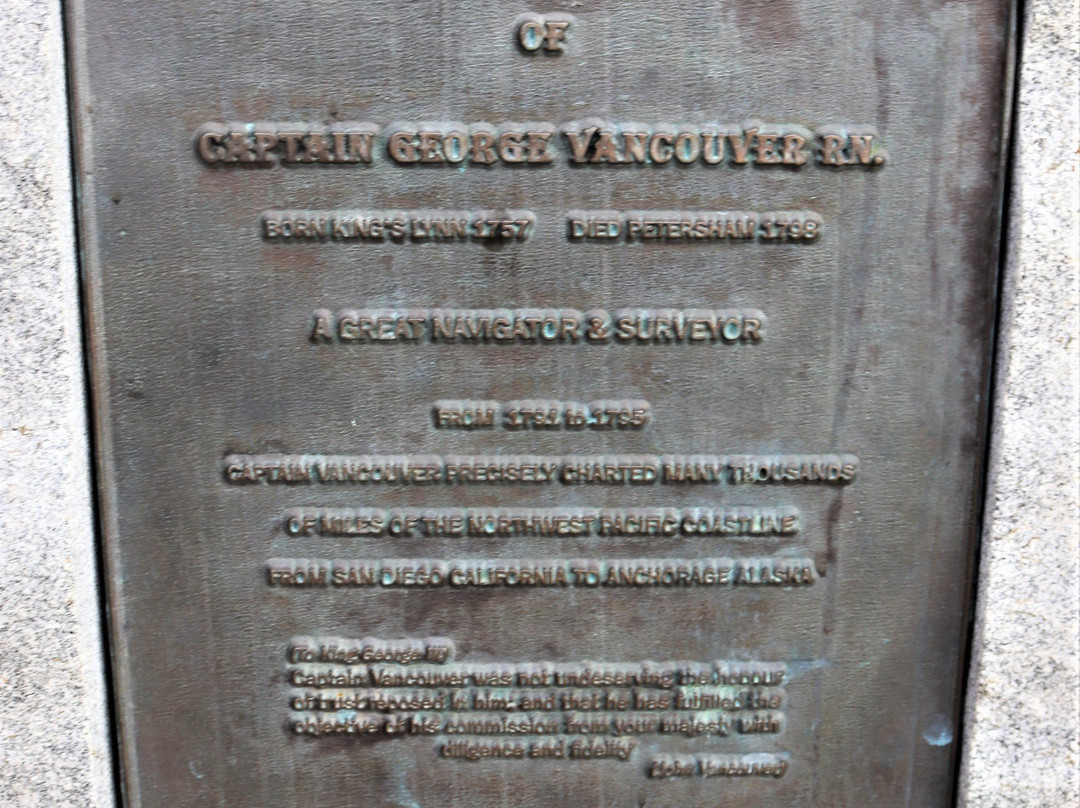 OF
CAPTAIN GEORGE VANCOUVER RN.
BORN KING'S LYNN 1757 DIED PETERSHAM 1798
A GREAT NAVIGATOR & SURVEYOR
FROM 1791 to 1795
CAPTAIN VANCOUVER PRECISELY CHARTED MANY THOUSANDS
OF MILES OF THE NORTHWEST PACIFIC COASTLINE
FROM SAN DIEGO CALIFORNIA TO ANCHORAGE ALASKA
(To King George III)
Captain Vancouver was not undeserving the honour
of trust reposed in him; and that he has fulfilled the
objective of his commission from your majesty with
diligence and fidelity
(John Vancouver)